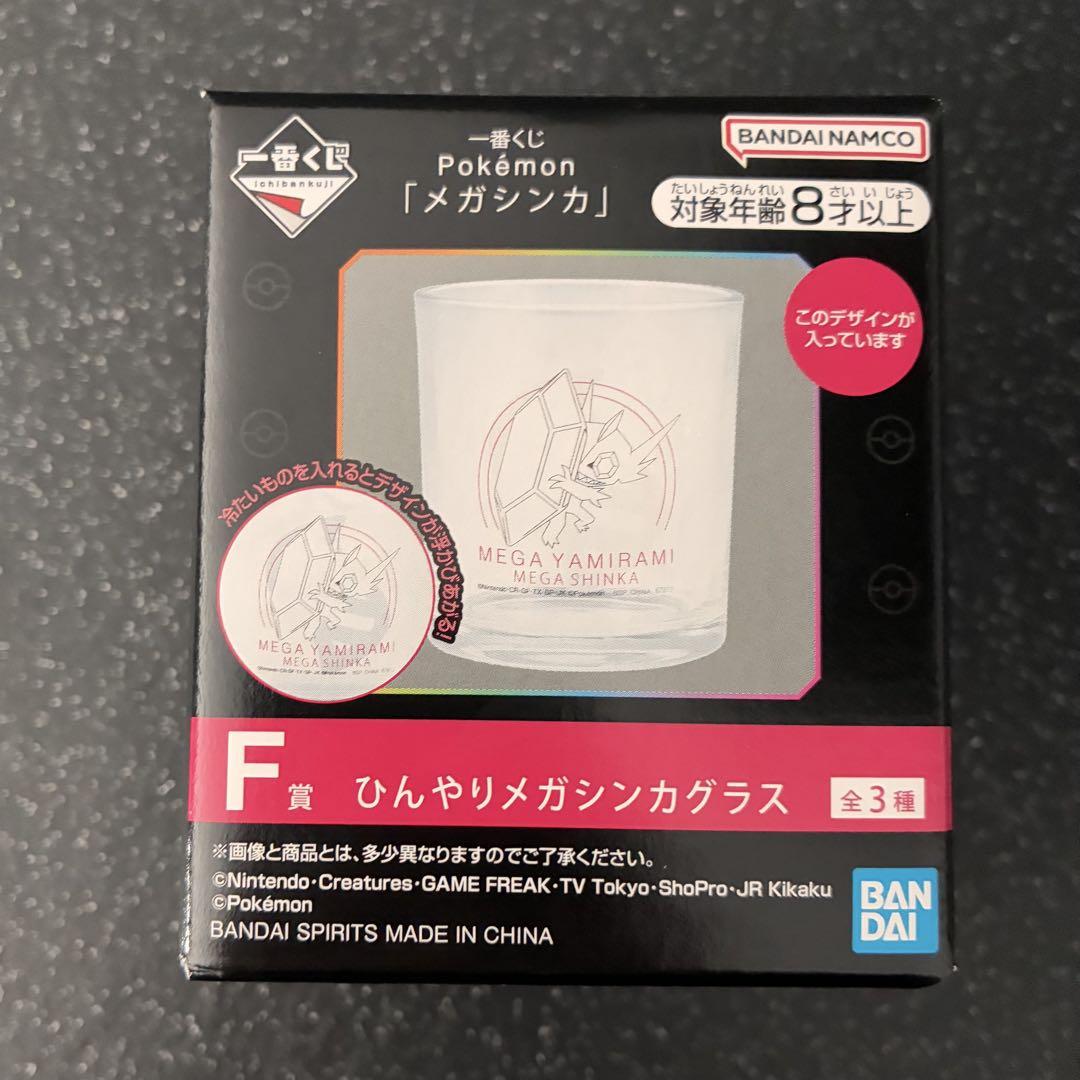 一番くじ
ichibankuji
一番くじ
Pokémon
「メガシンカ」
BANDAI NAMCO
たいしょうねんれい さい い じょう
対象年齢8才以上
このデザインが
入っています
MEGA YAMIRAMI
MEGA SHINKA
冷たいものを入れるとデザインが浮かびあがる!
MEGA YAMIRAMI
MEGA SHINKA
F賞 ひんやりメガシンカグラス 全3種
※画像と商品とは、多少異なりますのでご了承ください。
©Nintendo・Creatures・GAME FREAK・TV Tokyo・ShoPro・JR Kikaku
©Pokémon
BANDAI SPIRITS MADE IN CHINA
BAN
DAI